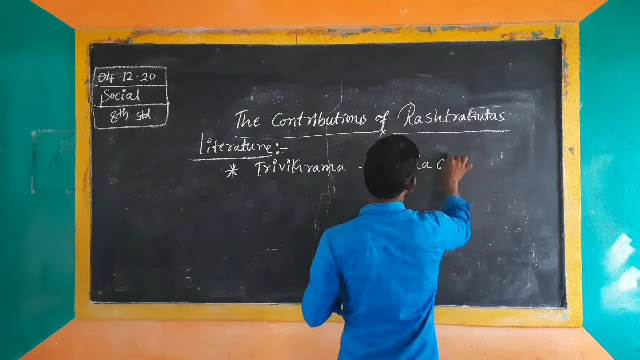 04-12-20
Social
8th std
The Contributions of Rashtrakutas
literature:-
* Trivikrama -